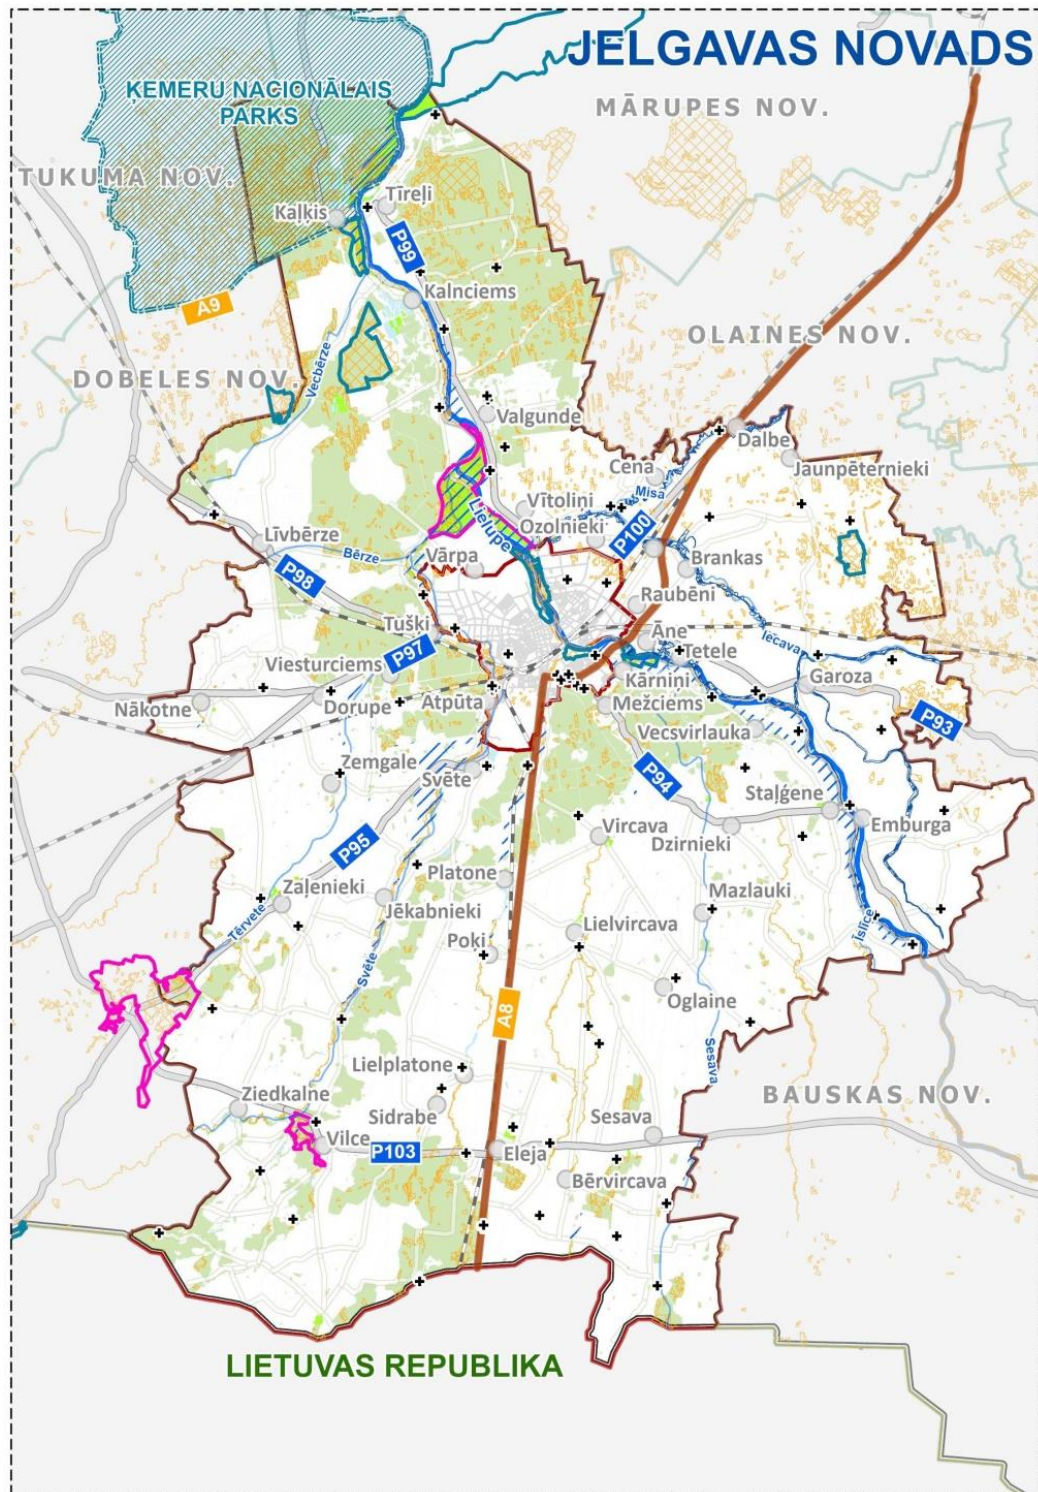 JELGAVAS NOVADS
ĶEMERU NACIONĀLAIS
PARKS
MĀRUPES NOV.
TUKUMA NOV.
Tīreļi
Kaļķis
P99
A9
Kalnciems
OLAINES NOV.
DOBELES NOV.
Vecbērze
Valgunde
Dalbe
Cena
Jaunpēternieki
Misa
Vītoliņi
Lielupe
Ozolnieki
P100
Līvbērze
Bērze
Vārpa
Brankas
P98
Raubēni
Tušķi
Āne
Iecava
P97
Tetele
Viesturciems
Kārniņi
Garoza
Nākotne
Dorupe
Atpūta
Mežciems
P93
Vecsvirlauka
Zemgale
Svēte
P94
Staļģene
Emburga
P95
Vircava
Dzirnieki
Platone
Zaļenieki
Jēkabnieki
Mazlauki
Tērvete
Poķi
Lielvircava
Īslīce
Svēte
Oglaine
A8
Sesava
Lielplatone
BAUSKAS NOV.
Ziedkalne
Sidrabe
Sesava
Vilce
P103
Eleja
Bērvircava
LIETUVAS REPUBLIKA